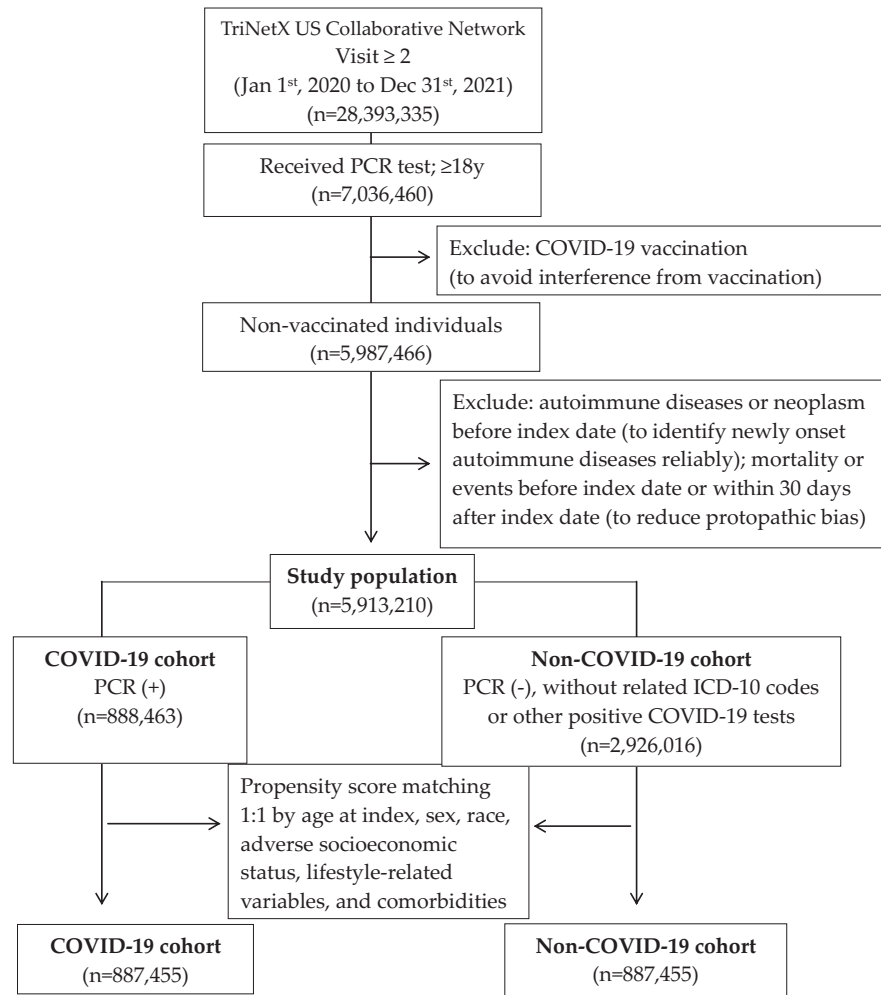 TriNetX US Collaborative Network
Visit ≥ 2
(Jan 1st, 2020 to Dec 31st, 2021)
(n=28,393,335)
Received PCR test; ≥18y
(n=7,036,460)
Exclude: COVID-19 vaccination
(to avoid interference from vaccination)
Non-vaccinated individuals
(n=5,987,466)
Exclude: autoimmune diseases or neoplasm
before index date (to identify newly onset
autoimmune diseases reliably); mortality or
events before index date or within 30 days
after index date (to reduce protopathic bias)
Study population
(n=5,913,210)
COVID-19 cohort
PCR (+)
(n=888,463)
Non-COVID-19 cohort
PCR (-), without related ICD-10 codes
or other positive COVID-19 tests
(n=2,926,016)
Propensity score matching
1:1 by age at index, sex, race,
adverse socioeconomic
status, lifestyle-related
variables, and comorbidities
COVID-19 cohort
(n=887,455)
Non-COVID-19 cohort
(n=887,455)